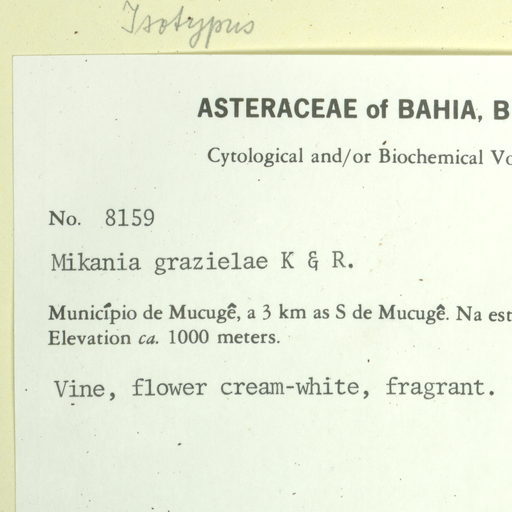 Isotypus
ASTERACEAE of BAHIA, B
Cytological and/or Biochemical Vo
No. 8159
Mikania grazielae K & R.
Município de Mucugê, a 3 km as S de Mucugê. Na est
Elevation ca. 1000 meters.
Vine, flower cream-white, fragrant.